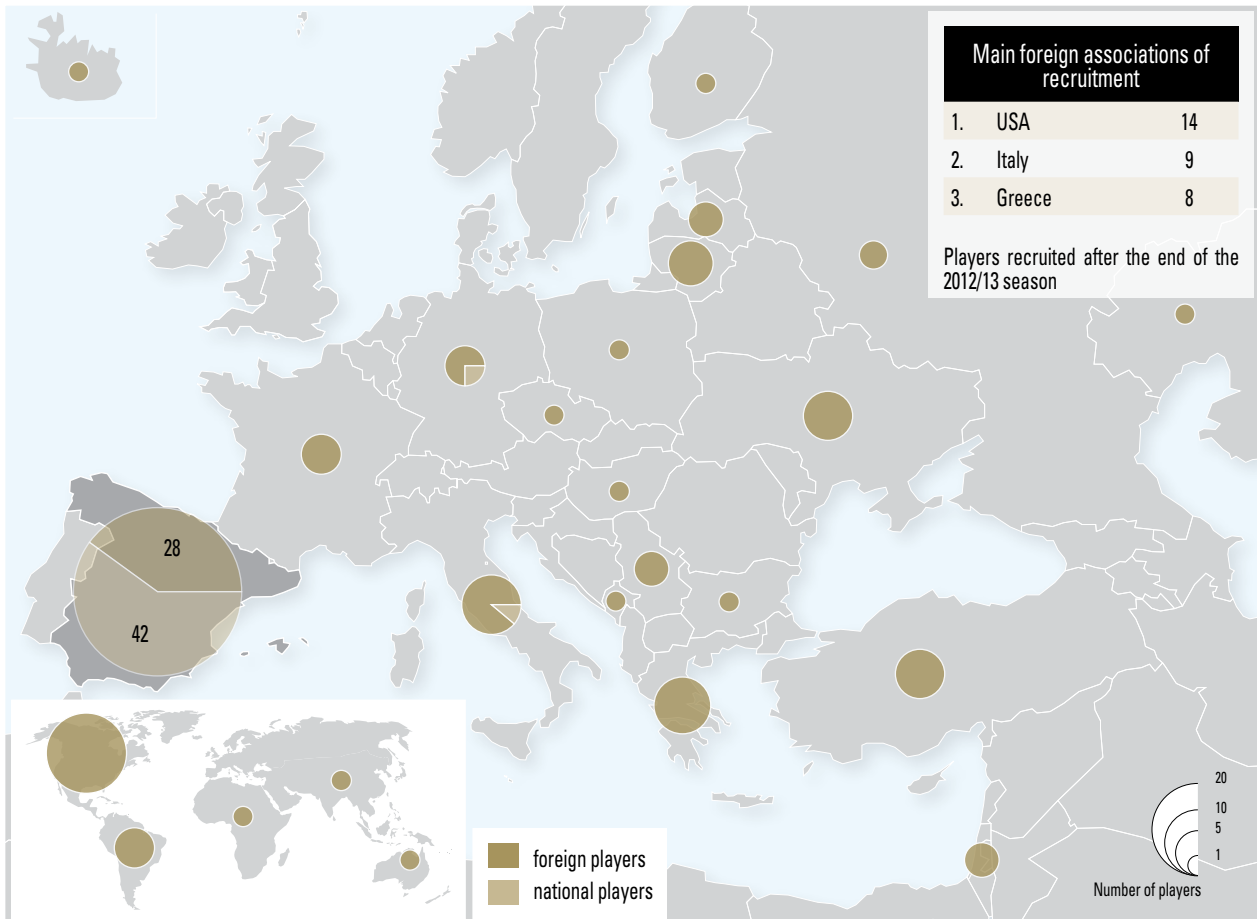 Main foreign associations of
recruitment
1. USA 14
2. Italy 9
3. Greece 8
Players recruited after the end of the
2012/13 season
28
42
foreign players
national players
20
10
5
1
Number of players